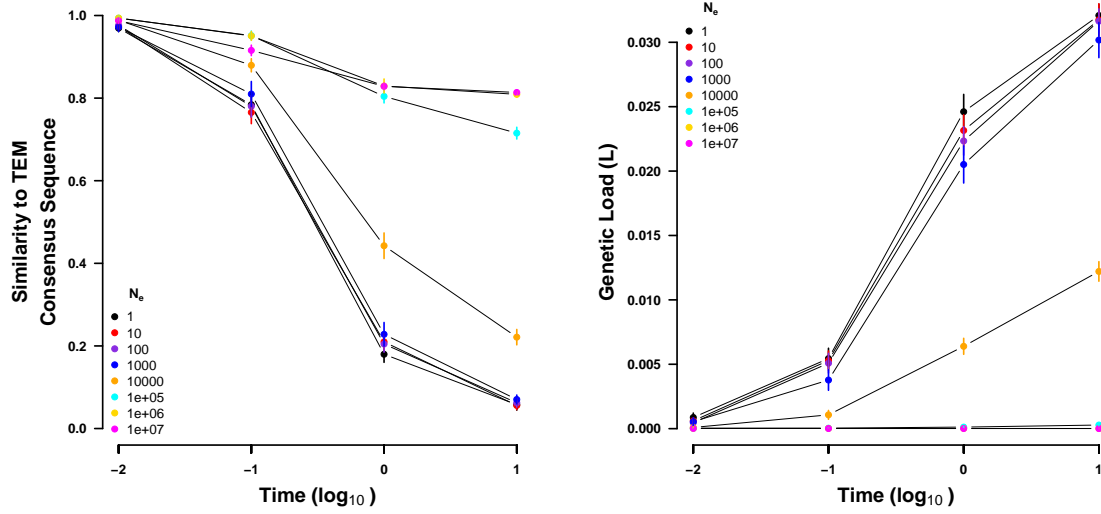 Similarity to TEM
Consensus Sequence
1.0
0.8
0.6
0.4
0.2
0.0
Nₑ
1
10
100
1000
10000
1e+05
1e+06
1e+07
−2
−1
0
1
Time (log₁₀ )
Genetic Load (L)
0.030
0.025
0.020
0.015
0.010
0.005
0.000
Nₑ
1
10
100
1000
10000
1e+05
1e+06
1e+07
−2
−1
0
1
Time (log₁₀ )